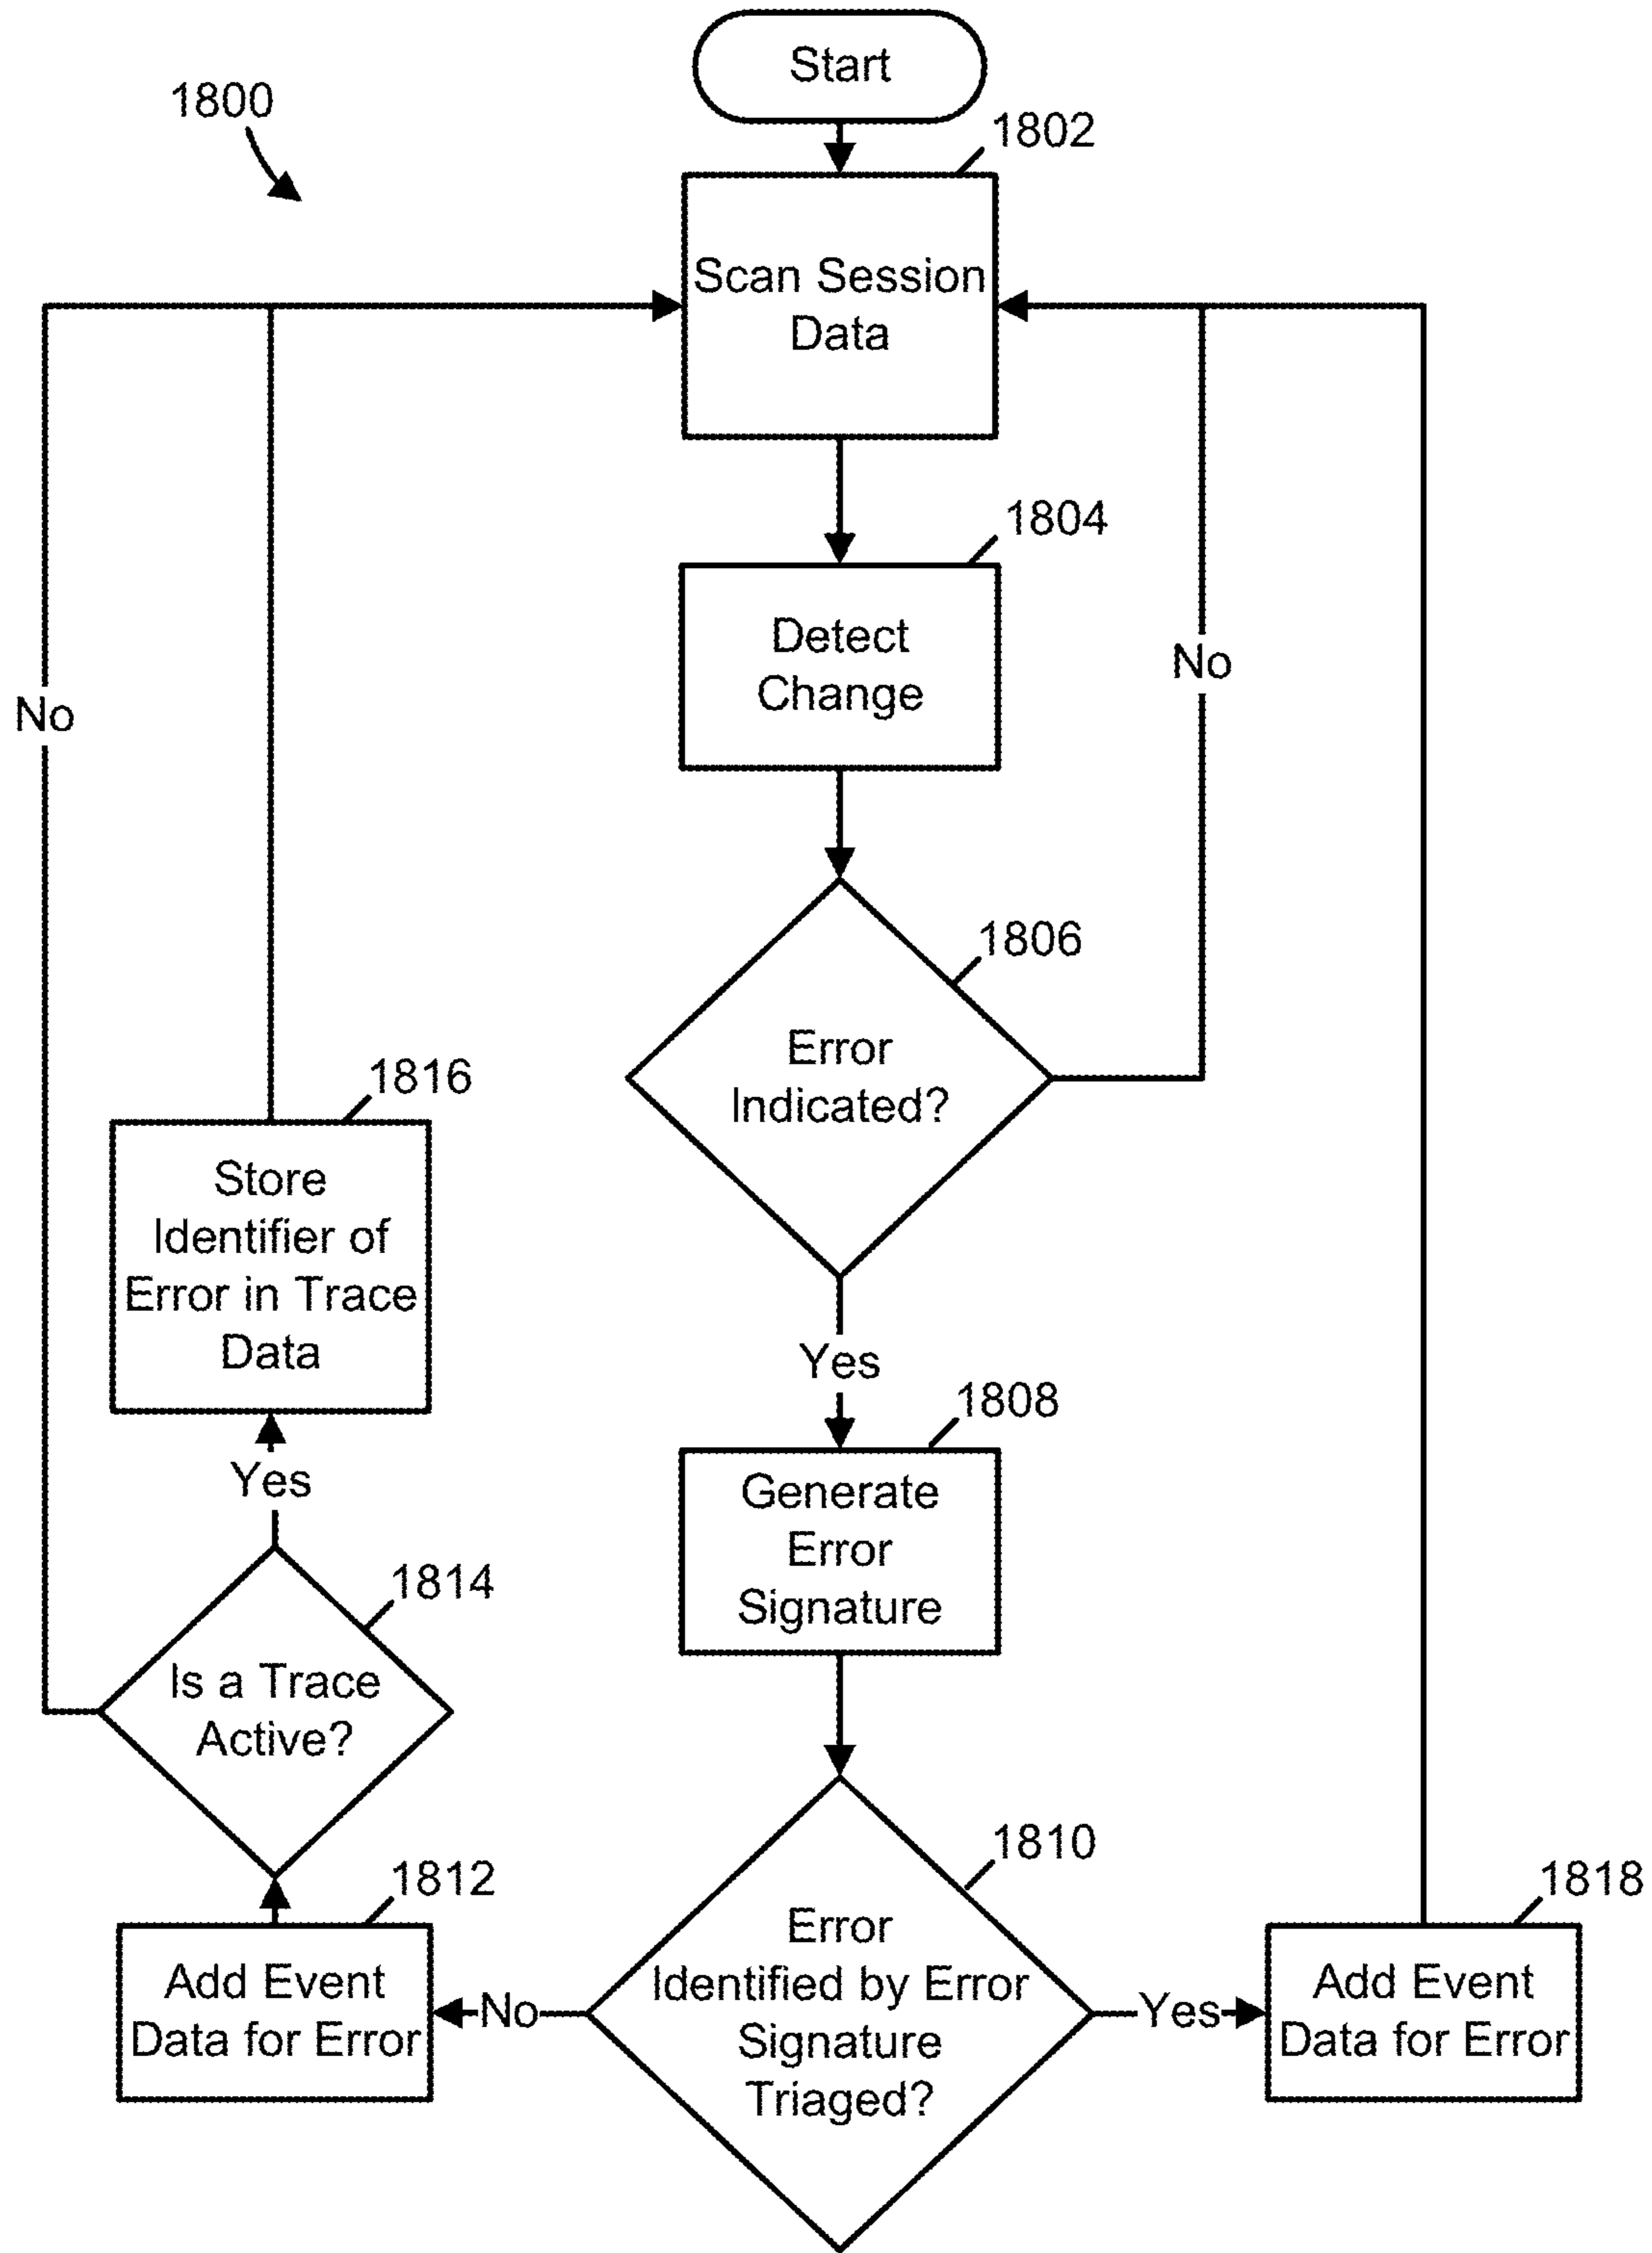 Start
1800
1802
Scan Session
Data
1804
Detect
Change
No
No
1806
Error
Indicated?
1816
Store
Identifier of
Error in Trace
Data
Yes
1808
Generate
Error
Signature
Yes
1814
Is a Trace
Active?
1810
Error
Identified by Error
Signature
Triaged?
1812
Add Event
Data for Error
No
Yes
1818
Add Event
Data for Error